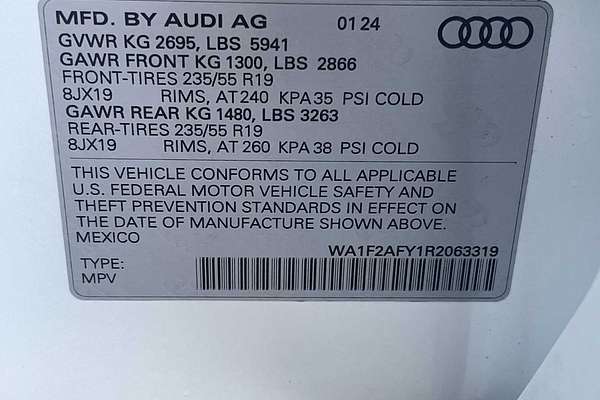 MFD. BY AUDI AG 01 24
GVWR KG 2695, LBS 5941
GAWR FRONT KG 1300, LBS 2866
FRONT-TIRES 235/55 R19
8JX19 RIMS, AT 240 KPA 35 PSI COLD
GAWR REAR KG 1480, LBS 3263
REAR-TIRES 235/55 R19
8JX19 RIMS, AT 260 KPA 38 PSI COLD
THIS VEHICLE CONFORMS TO ALL APPLICABLE
U.S. FEDERAL MOTOR VEHICLE SAFETY AND
THEFT PREVENTION STANDARDS IN EFFECT ON
THE DATE OF MANUFACTURE SHOWN ABOVE.
MEXICO
WA1F2AFY1R2063319
TYPE:
MPV